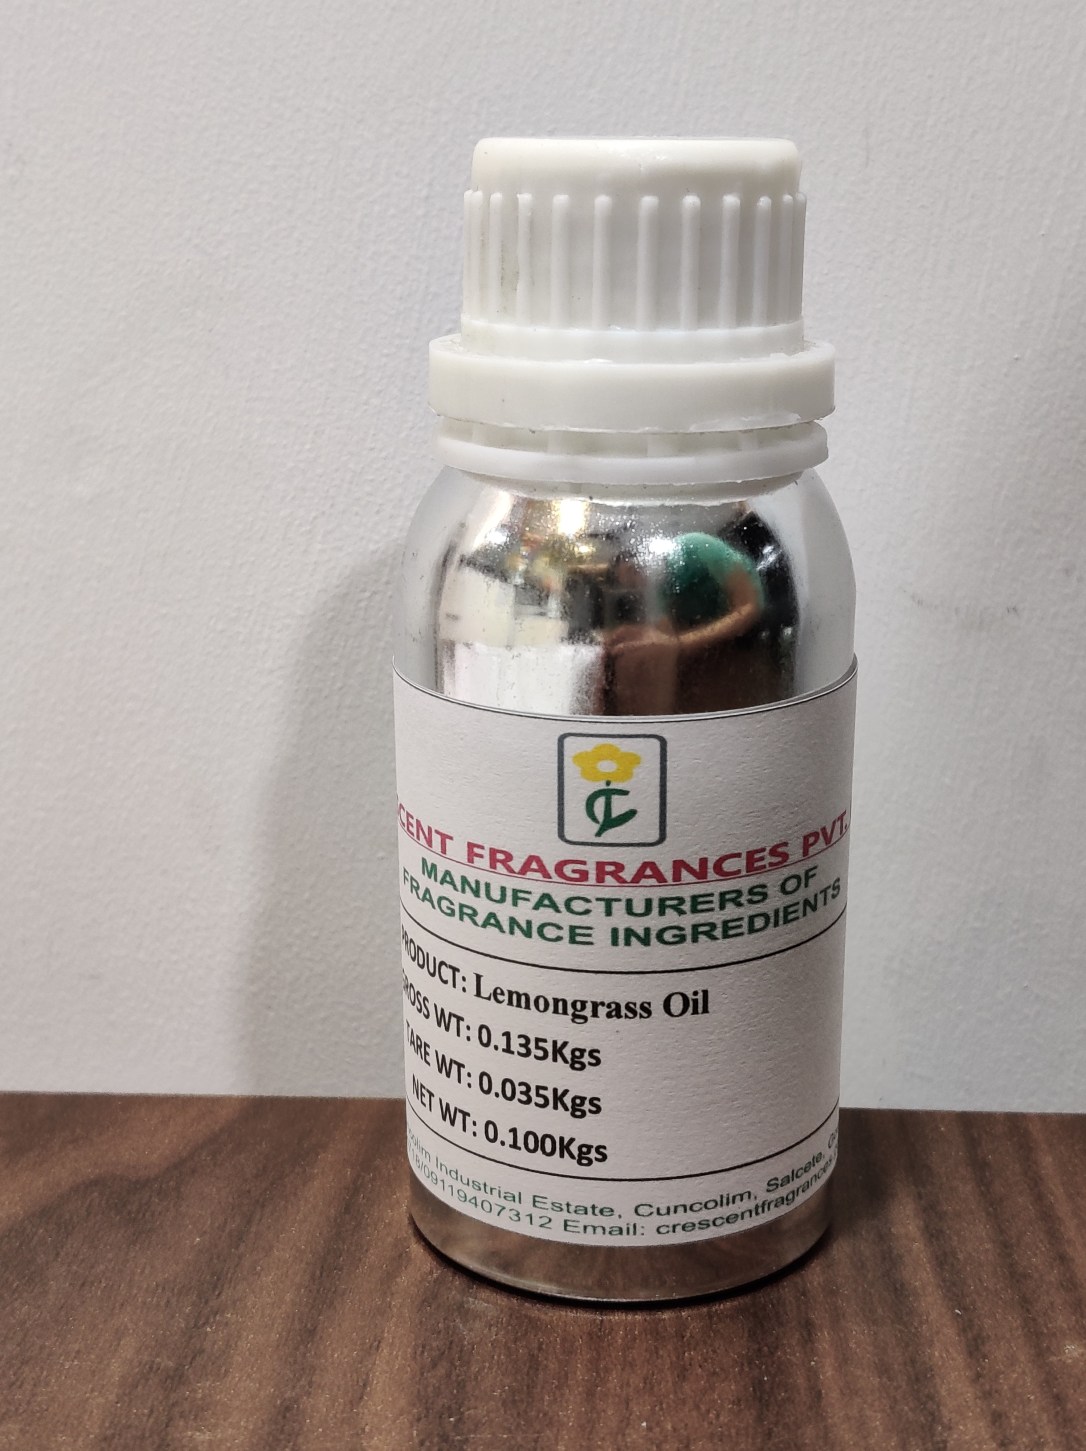 FRAGRANCES PVT.
MANUFACTURERS OF
FRAGRANCE INGREDIENTS
PRODUCT: Lemongrass Oil
GROSS WT: 0.135Kgs
TARE WT: 0.035Kgs
NET WT: 0.100Kgs
Industrial Estate, Cuncolim, Salcete,
09119407312 Email: